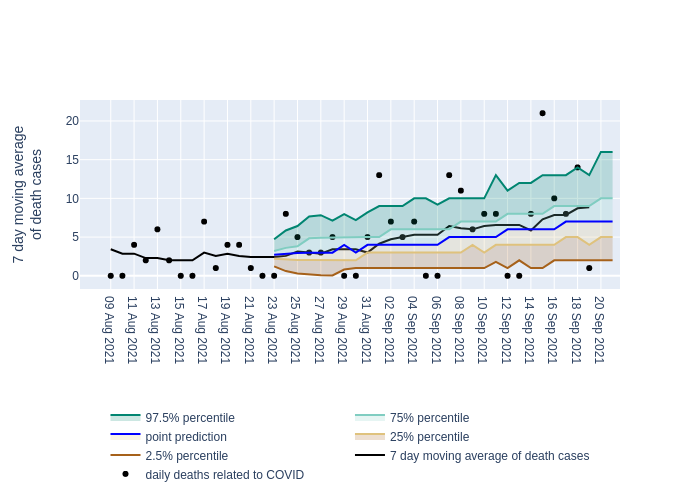 7 day moving average
of death cases
20
15
10
5
0
09 Aug 2021
11 Aug 2021
13 Aug 2021
15 Aug 2021
17 Aug 2021
19 Aug 2021
21 Aug 2021
23 Aug 2021
25 Aug 2021
27 Aug 2021
29 Aug 2021
31 Aug 2021
02 Sep 2021
04 Sep 2021
06 Sep 2021
08 Sep 2021
10 Sep 2021
12 Sep 2021
14 Sep 2021
16 Sep 2021
18 Sep 2021
20 Sep 2021
97.5% percentile
75% percentile
point prediction
25% percentile
2.5% percentile
7 day moving average of death cases
daily deaths related to COVID